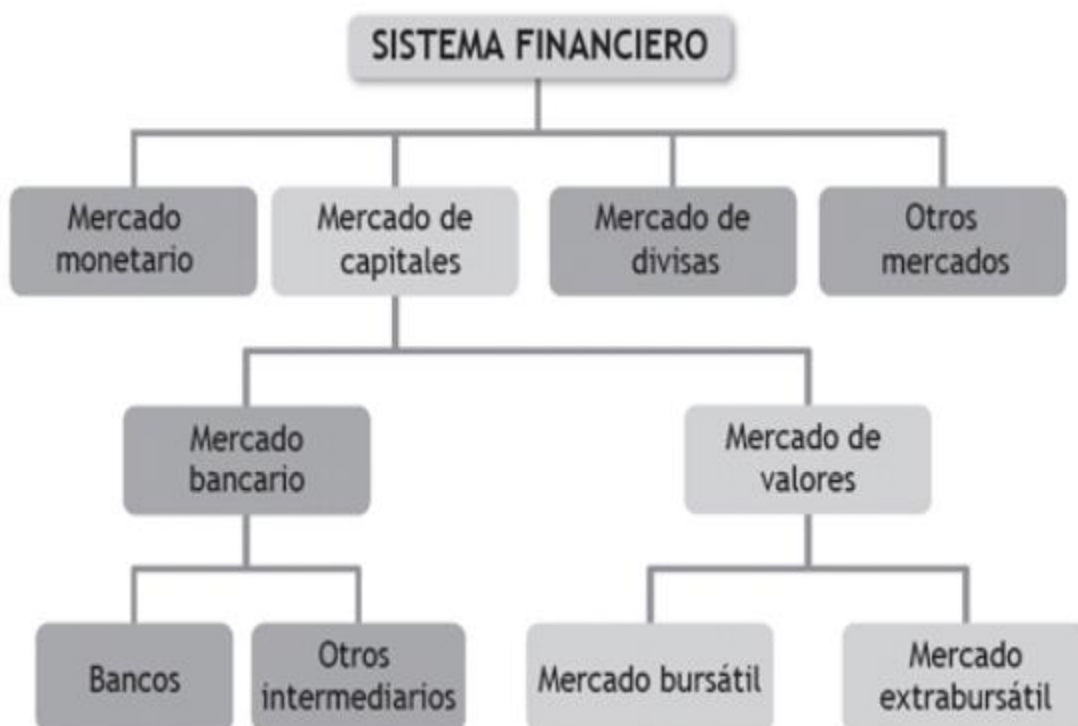 SISTEMA FINANCIERO
Mercado
monetario
Mercado de
capitales
Mercado de
divisas
Otros
mercados
Mercado
bancario
Mercado de
valores
Bancos
Otros
intermediarios
Mercado bursátil
Mercado
extrabursátil